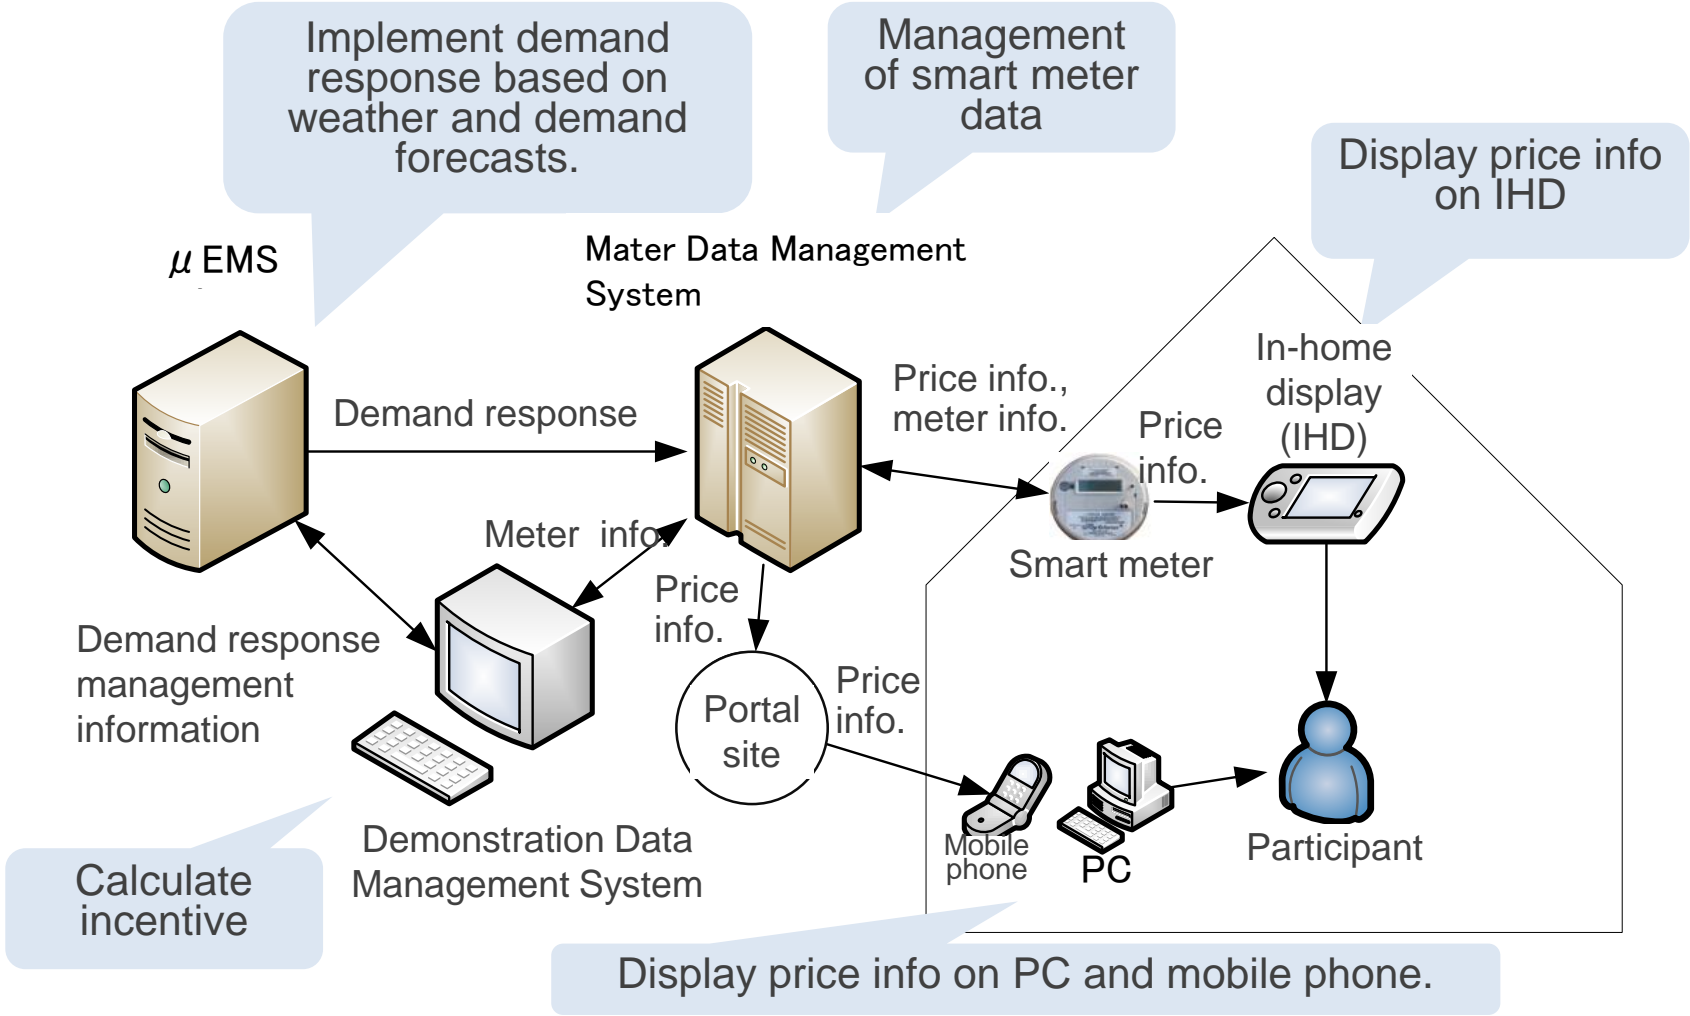 Implement demand
response based on
weather and demand
forecasts.
Management
of smart meter
data
Display price info
on IHD
μ EMS
Mater Data Management
System
In-home
display
(IHD)
Price info.,
meter info.
Price
info.
Demand response
Meter info.
Smart meter
Price
info.
Demand response
management
information
Portal
site
Price
info.
Mobile
phone
PC
Participant
Demonstration Data
Management System
Calculate
incentive
Display price info on PC and mobile phone.